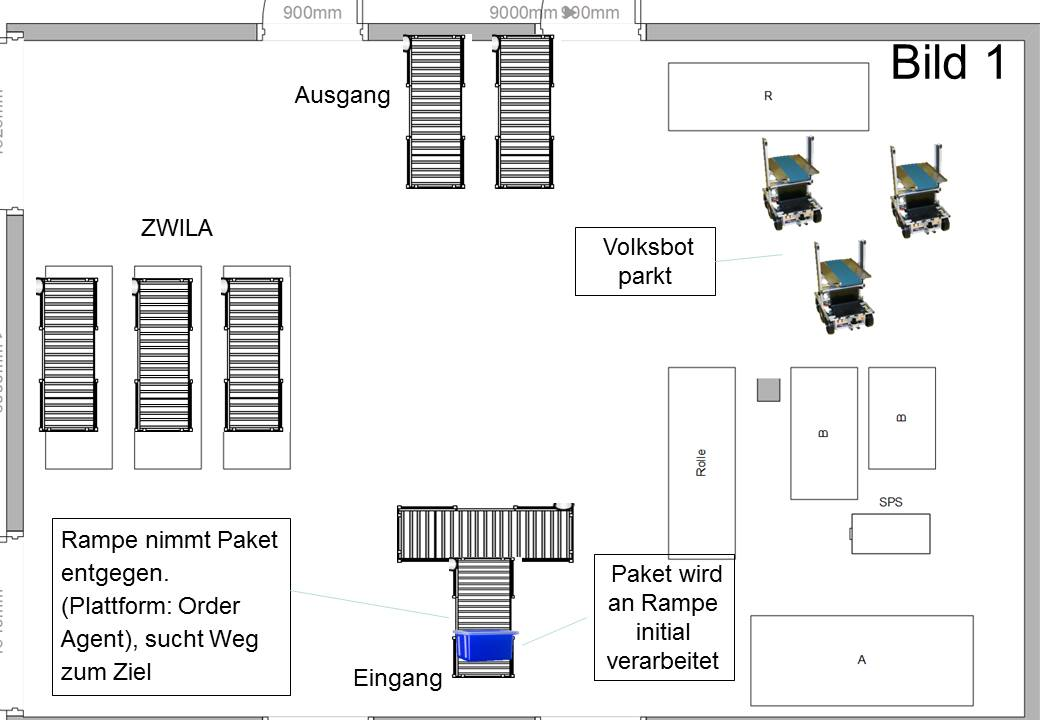 900mm
9000mm
900mm
Bild 1
Ausgang
R
ZWILA
Volksbot
parkt
Rolle
B
B
SPS
Rampe nimmt Paket
entgegen.
(Plattform: Order
Agent), sucht Weg
zum Ziel
Paket wird
an Rampe
initial
verarbeitet
Eingang
A